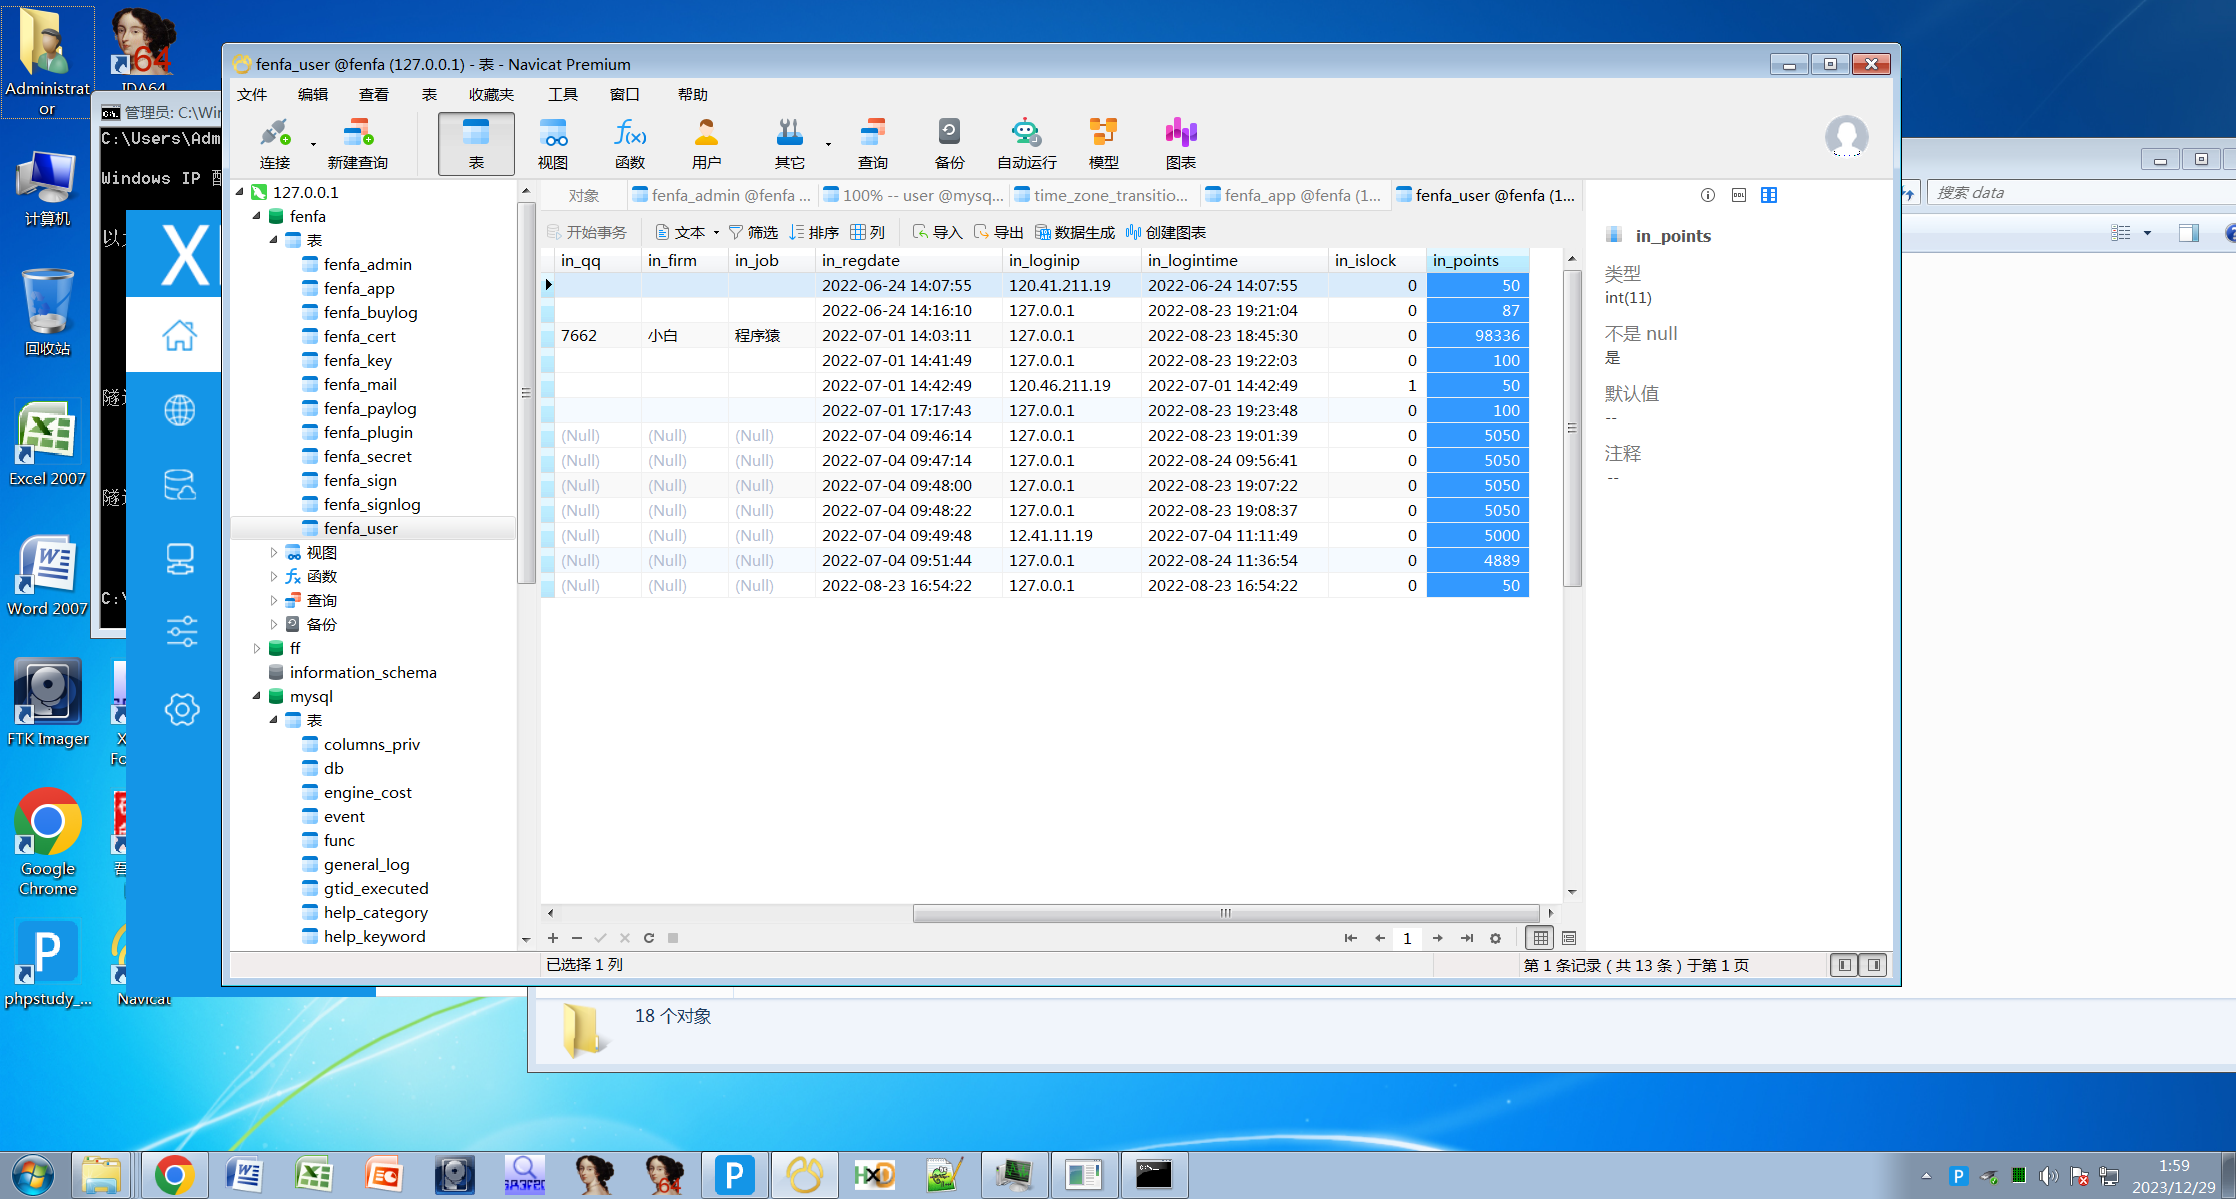 Administrat
or
IDA64
计算机
回收站
Excel 2007
Word 2007
FTK Imager
Google
Chrome
phpstudy_...
Navicat
管理员: C:\Win
C:\Users\Adm
Windows IP
C:\
fenfa_user @fenfa (127.0.0.1) - 表 - Navicat Premium
文件 编辑 查看 表 收藏夹 工具 窗口 帮助
连接 新建查询 表 视图 函数 用户 其它 查询 备份 自动运行 模型 图表
127.0.0.1
fenfa
表
fenfa_admin
fenfa_app
fenfa_buylog
fenfa_cert
fenfa_key
fenfa_mail
fenfa_paylog
fenfa_plugin
fenfa_secret
fenfa_sign
fenfa_signlog
fenfa_user
视图
函数
查询
备份
ff
information_schema
mysql
表
columns_priv
db
engine_cost
event
func
general_log
gtid_executed
help_category
help_keyword
对象 fenfa_admin @fenfa ... 100% -- user @mysq... time_zone_transitio... fenfa_app @fenfa (1... fenfa_user @fenfa (1...
开始事务 文本 筛选 排序 列 导入 导出 数据生成 创建图表
in_qq in_firm in_job in_regdate in_loginip in_logintime in_islock in_points
2022-06-24 14:07:55 120.41.211.19 2022-06-24 14:07:55 0 50
2022-06-24 14:16:10 127.0.0.1 2022-08-23 19:21:04 0 87
7662 小白 程序猿 2022-07-01 14:03:11 127.0.0.1 2022-08-23 18:45:30 0 98336
2022-07-01 14:41:49 127.0.0.1 2022-08-23 19:22:03 0 100
2022-07-01 14:42:49 120.46.211.19 2022-07-01 14:42:49 1 50
2022-07-01 17:17:43 127.0.0.1 2022-08-23 19:23:48 0 100
(Null) (Null) (Null) 2022-07-04 09:46:14 127.0.0.1 2022-08-23 19:01:39 0 5050
(Null) (Null) (Null) 2022-07-04 09:47:14 127.0.0.1 2022-08-24 09:56:41 0 5050
(Null) (Null) (Null) 2022-07-04 09:48:00 127.0.0.1 2022-08-23 19:07:22 0 5050
(Null) (Null) (Null) 2022-07-04 09:48:22 127.0.0.1 2022-08-23 19:08:37 0 5050
(Null) (Null) (Null) 2022-07-04 09:49:48 12.41.11.19 2022-07-04 11:11:49 0 5000
(Null) (Null) (Null) 2022-07-04 09:51:44 127.0.0.1 2022-08-24 11:36:54 0 4889
(Null) (Null) (Null) 2022-08-23 16:54:22 127.0.0.1 2022-08-23 16:54:22 0 50
in_points
类型
int(11)
不是 null
是
默认值
--
注释
--
1
已选择 1 列
第 1 条记录 ( 共 13 条 ) 于第 1 页
搜索 data
18 个对象
1:59
2023/12/29